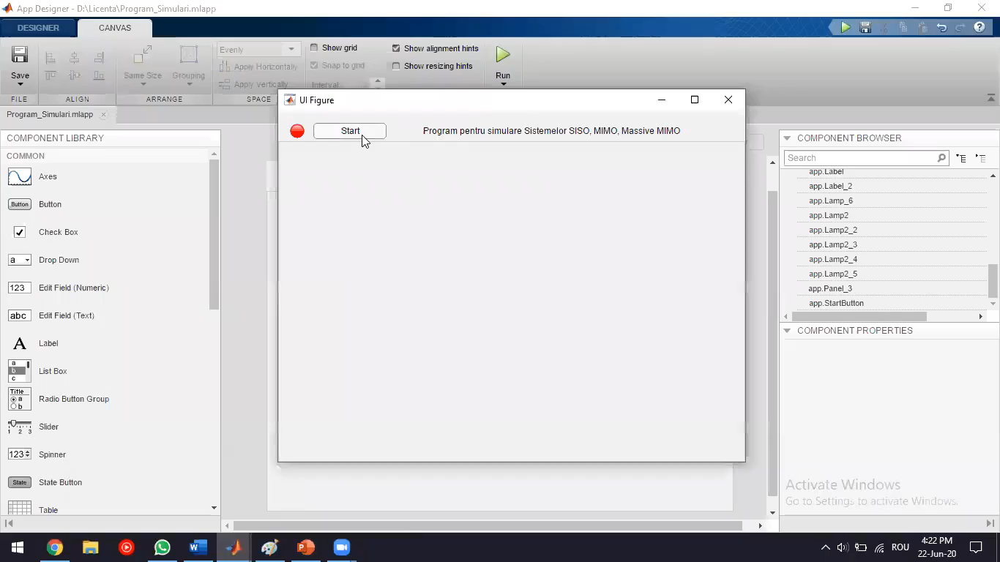 App Designer - D:\Licenta\Program_Simulari.mlapp
DESIGNER
CANVAS
Save
FILE
ALIGN
Same Size
Grouping
ARRANGE
Evenly
Apply Horizontally
Apply Vertically
SPACE
Show grid
Snap to grid
Interval:
Show alignment hints
Show resizing hints
Run
Program_Simulari.mlapp
COMPONENT LIBRARY
COMMON
Axes
Button
Button
Check Box
a
Drop Down
123
Edit Field (Numeric)
abc
Edit Field (Text)
A
Label
a
b
c
List Box
Title
a
b
Radio Button Group
1 2 3
Slider
123
Spinner
State
State Button
Table
UI Figure
Start
Program pentru simulare Sistemelor SISO, MIMO, Massive MIMO
COMPONENT BROWSER
Search
app.Label
app.Label_2
app.Lamp_6
app.Lamp2
app.Lamp2_2
app.Lamp2_3
app.Lamp2_4
app.Lamp2_5
app.Panel_3
app.StartButton
COMPONENT PROPERTIES
Activate Windows
Go to Settings to activate Windows.
ROU
4:22 PM
22-Jun-20